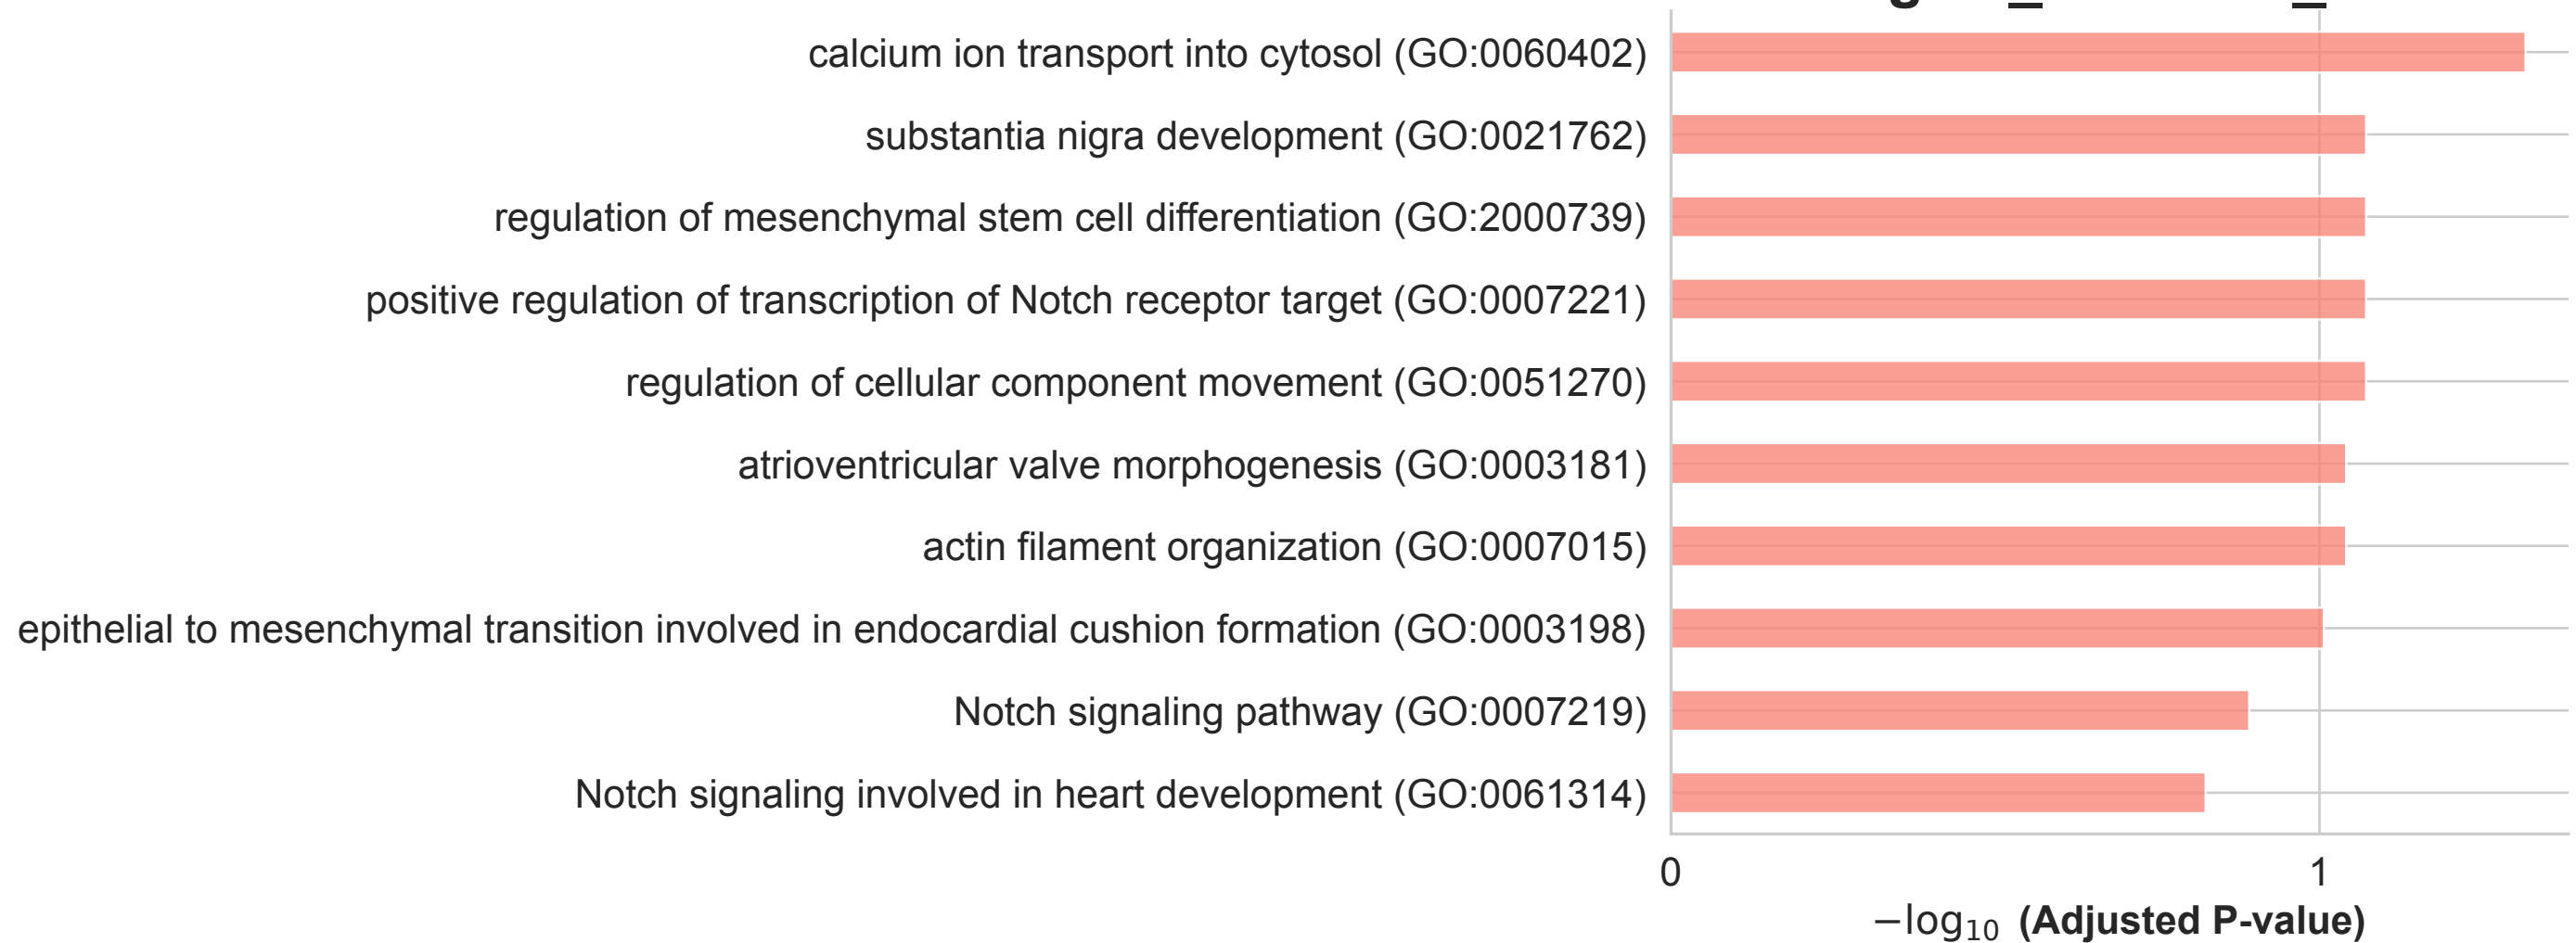 calcium ion transport into cytosol (GO:0060402)
substantia nigra development (GO:0021762)
regulation of mesenchymal stem cell differentiation (GO:2000739)
positive regulation of transcription of Notch receptor target (GO:0007221)
regulation of cellular component movement (GO:0051270)
atrioventricular valve morphogenesis (GO:0003181)
actin filament organization (GO:0007015)
epithelial to mesenchymal transition involved in endocardial cushion formation (GO:0003198)
Notch signaling pathway (GO:0007219)
Notch signaling involved in heart development (GO:0061314)
0 1
−log₁₀ (Adjusted P-value)